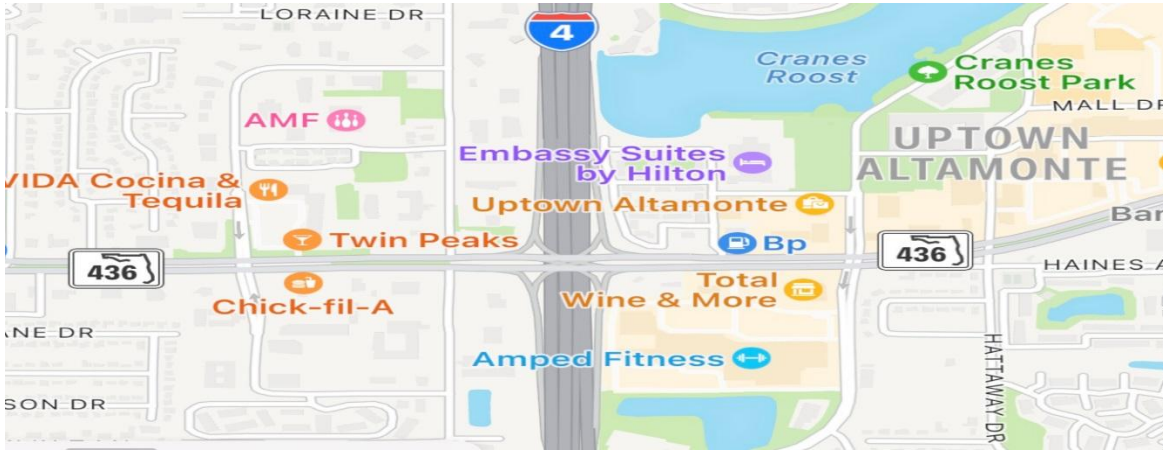 LORAINE DR
4
Cranes
Roost
Cranes
Roost Park
MALL DR
AMF
UPTOWN
ALTAMONTE
Embassy Suites
by Hilton
VIDA Cocina &
Tequila
Uptown Altamonte
Bar
Twin Peaks
Bp
436
436
HAINES A
Total
Wine & More
Chick-fil-A
ANE DR
HATTAWAY DR
Amped Fitness
SON DR